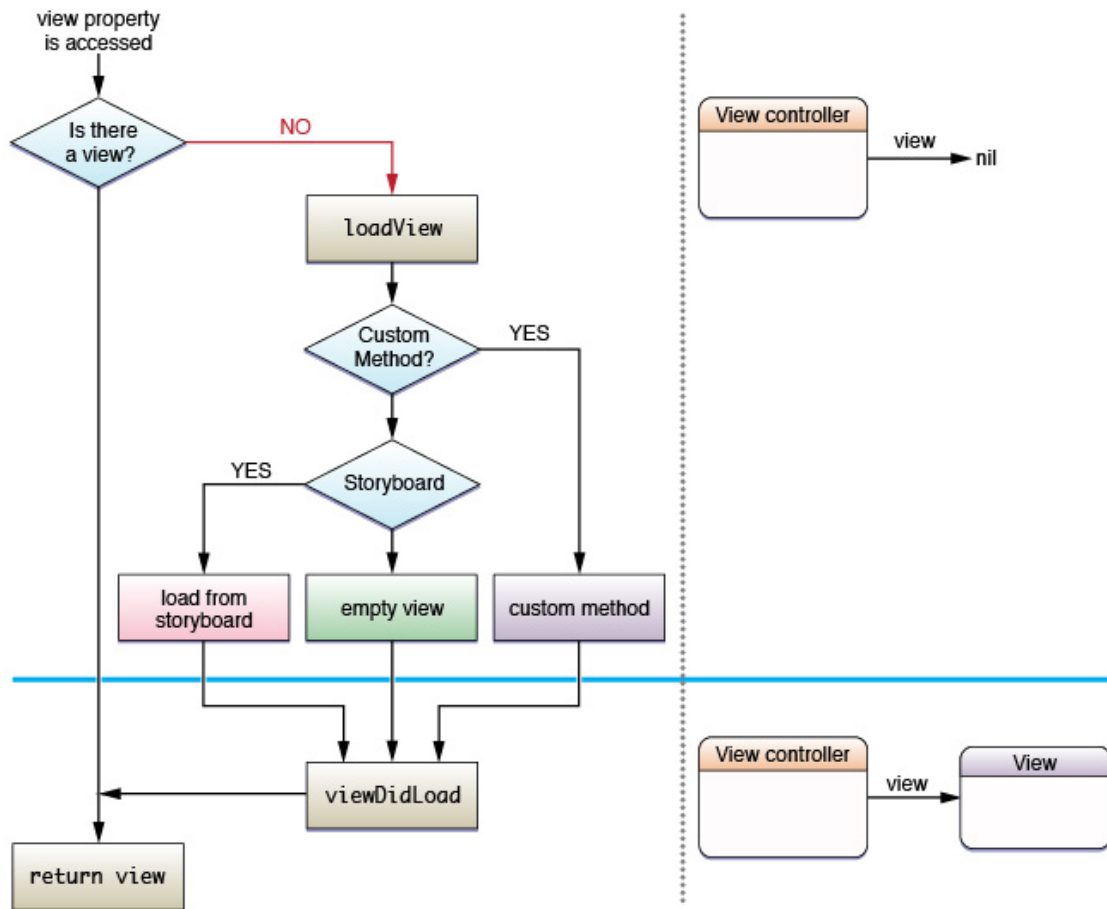 view property
is accessed
Is there
a view?
NO
loadView
Custom
Method?
YES
YES
Storyboard
load from
storyboard
empty view
custom method
viewDidLoad
return view
View controller
view
nil
View controller
view
View